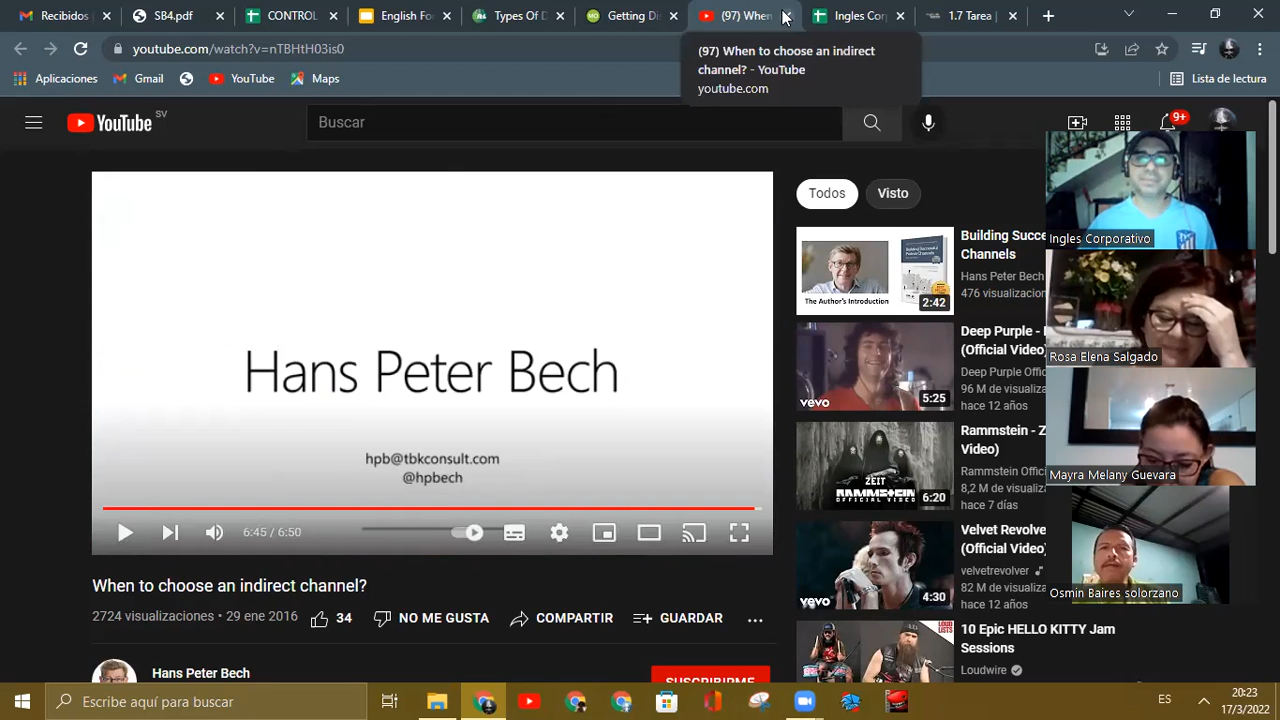 Recibidos
SB4.pdf
CONTROL
English Fo
Types Of D
Getting Di
(97) When
Ingles Corp
1.7 Tarea
youtube.com/watch?v=nTBHtH03is0
(97) When to choose an indirect
channel? - YouTube
youtube.com
Aplicaciones
Gmail
YouTube
Maps
Lista de lectura
YouTube
SV
Buscar
9+
Todos
Visto
Hans Peter Bech
hpb@tbkconsult.com
@hpbech
6:45 / 6:50
When to choose an indirect channel?
2724 visualizaciones • 29 ene 2016
34
NO ME GUSTA
COMPARTIR
GUARDAR
Hans Peter Bech
SUSCRIBIRME
The Author's Introduction
2:42
Building Succe
Channels
Hans Peter Bech
476 visualizacion
vevo
5:25
Deep Purple -
(Official Video)
Deep Purple Offic
96 M de visualiza
hace 12 años
ZEIT
RAMMSTEIN
OFFICIAL VIDEO
6:20
Rammstein - Z
Video)
Rammstein Offici
8,2 M de visualiza
hace 7 días
vevo
4:30
Velvet Revolve
(Official Video)
velvetrevolver
82 M de visualiza
hace 12 años
10 Epic HELLO KITTY Jam
Sessions
Loudwire
Ingles Corporativo
Rosa Elena Salgado
Mayra Melany Guevara
Osmin Baires solorzano
Escribe aquí para buscar
ES
20:23
17/3/2022